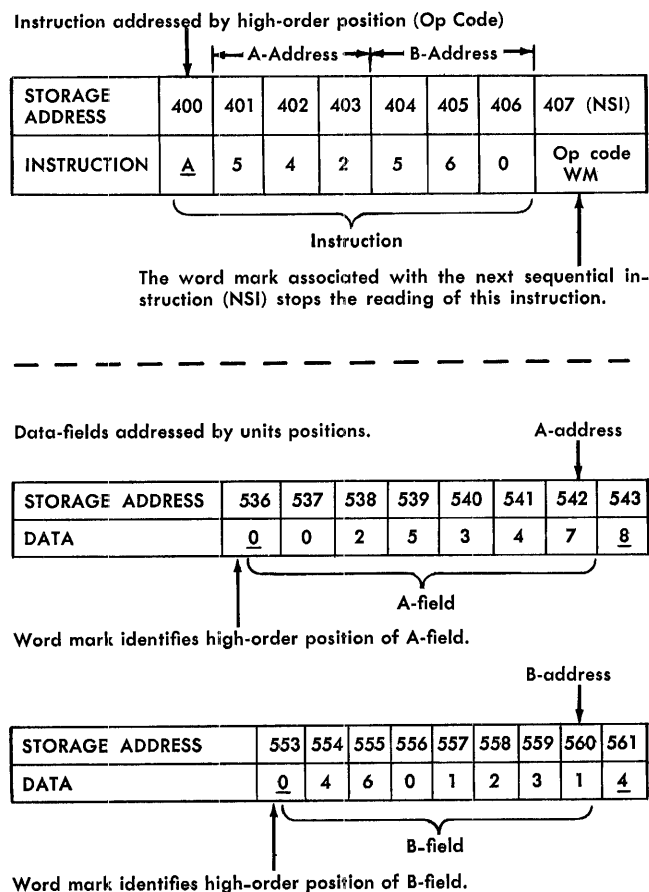 Instruction addressed by high-order position (Op Code)
A-Address B-Address
STORAGE ADDRESS 400 401 402 403 404 405 406 407 (NSI)
INSTRUCTION A 5 4 2 5 6 0 Op code WM
Instruction
The word mark associated with the next sequential in-
struction (NSI) stops the reading of this instruction.
Data-fields addressed by units positions. A-address
STORAGE ADDRESS 536 537 538 539 540 541 542 543
DATA 0 0 2 5 3 4 7 8
A-field
Word mark identifies high-order position of A-field.
B-address
STORAGE ADDRESS 553 554 555 556 557 558 559 560 561
DATA 0 4 6 0 1 2 3 1 4
B-field
Word mark identifies high-order position of B-field.